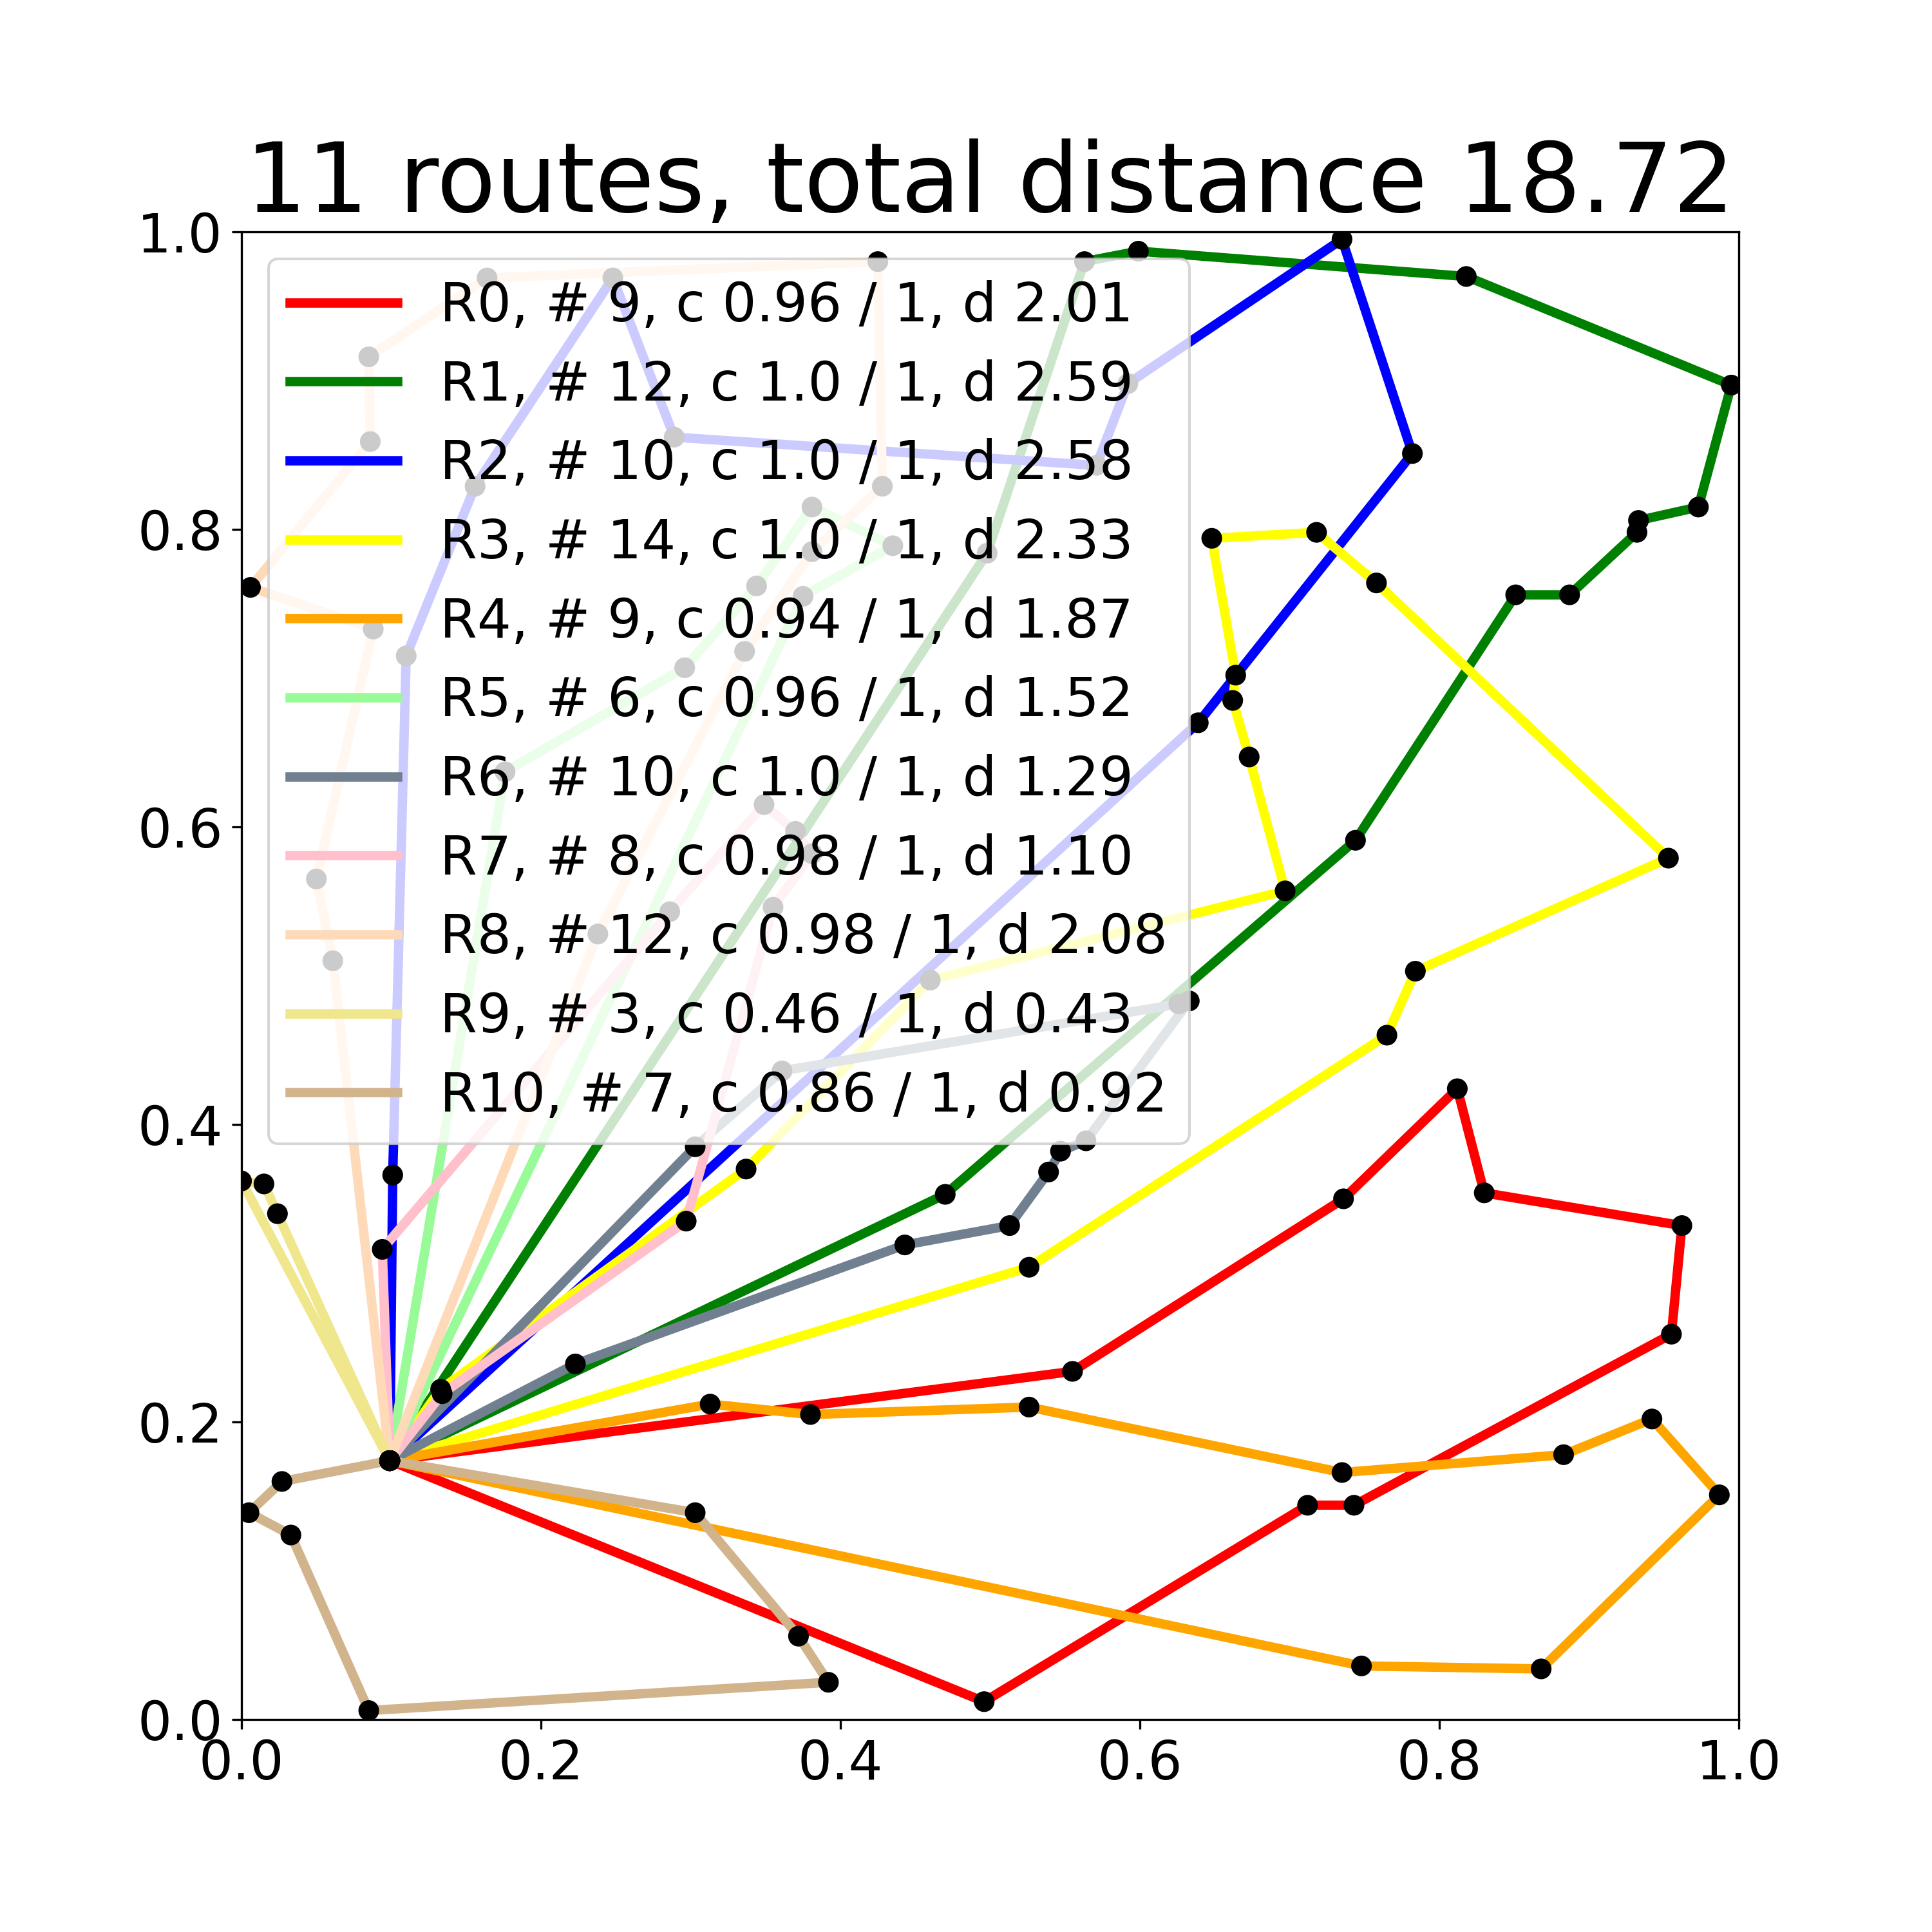 11 routes, total distance 18.72
1.0
0.8
0.6
0.4
0.2
0.0
R0, # 9, c 0.96 / 1, d 2.01
R1, # 12, c 1.0 / 1, d 2.59
R2, # 10, c 1.0 / 1, d 2.58
R3, # 14, c 1.0 / 1, d 2.33
R4, # 9, c 0.94 / 1, d 1.87
R5, # 6, c 0.96 / 1, d 1.52
R6, # 10, c 1.0 / 1, d 1.29
R7, # 8, c 0.98 / 1, d 1.10
R8, # 12, c 0.98 / 1, d 2.08
R9, # 3, c 0.46 / 1, d 0.43
R10, # 7, c 0.86 / 1, d 0.92
0.0 0.2 0.4 0.6 0.8 1.0